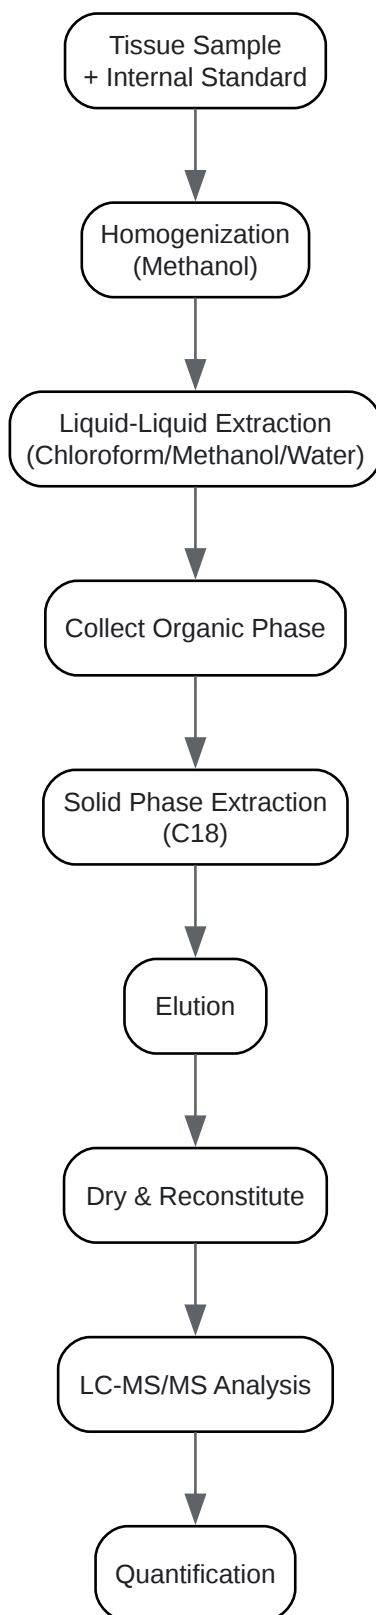 Tissue Sample
+ Internal Standard
Homogenization
(Methanol)
Liquid-Liquid Extraction
(Chloroform/Methanol/Water)
Collect Organic Phase
Solid Phase Extraction
(C18)
Elution
Dry & Reconstitute
LC-MS/MS Analysis
Quantification